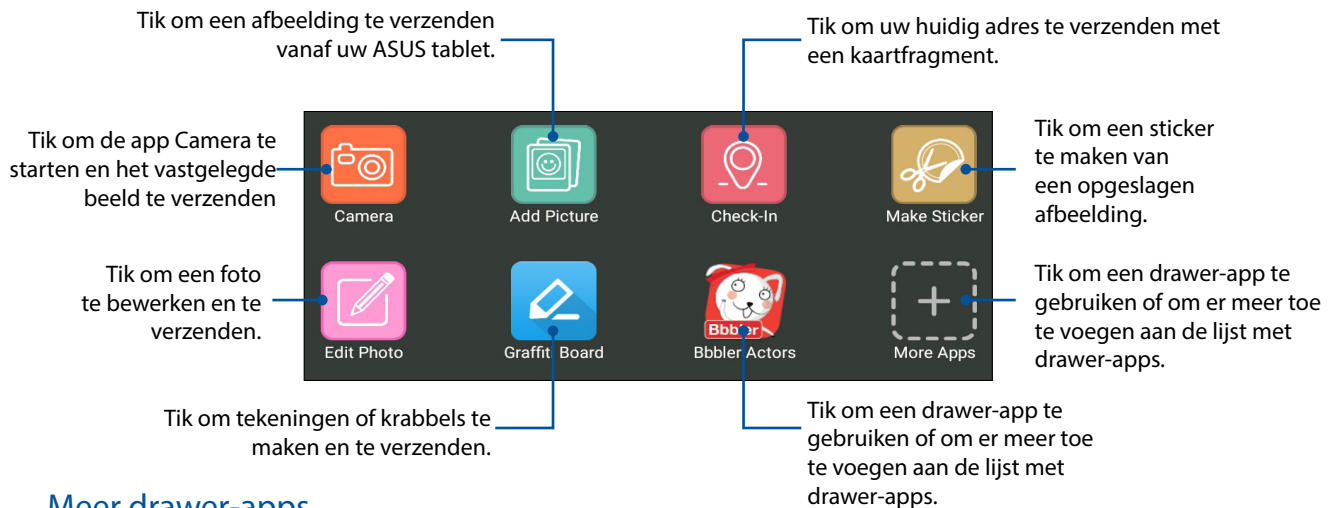 Tik om een afbeelding te verzenden
vanaf uw ASUS tablet.
Tik om uw huidig adres te verzenden met
een kaartfragment.
Tik om de app Camera te
starten en het vastgelegde
beeld te verzenden
Tik om een sticker
te maken van
een opgeslagen
afbeelding.
Camera
Add Picture
Check-In
Make Sticker
Tik om een foto
te bewerken en te
verzenden.
Tik om een drawer-app te
gebruiken of om er meer toe
te voegen aan de lijst met
drawer-apps.
Bbbler
Edit Photo
Graffiti Board
Bbbler Actors
More Apps
Tik om tekeningen of krabbels te
maken en te verzenden.
Tik om een drawer-app te
gebruiken of om er meer toe
te voegen aan de lijst met
drawer-apps.
Meer drawer-apps